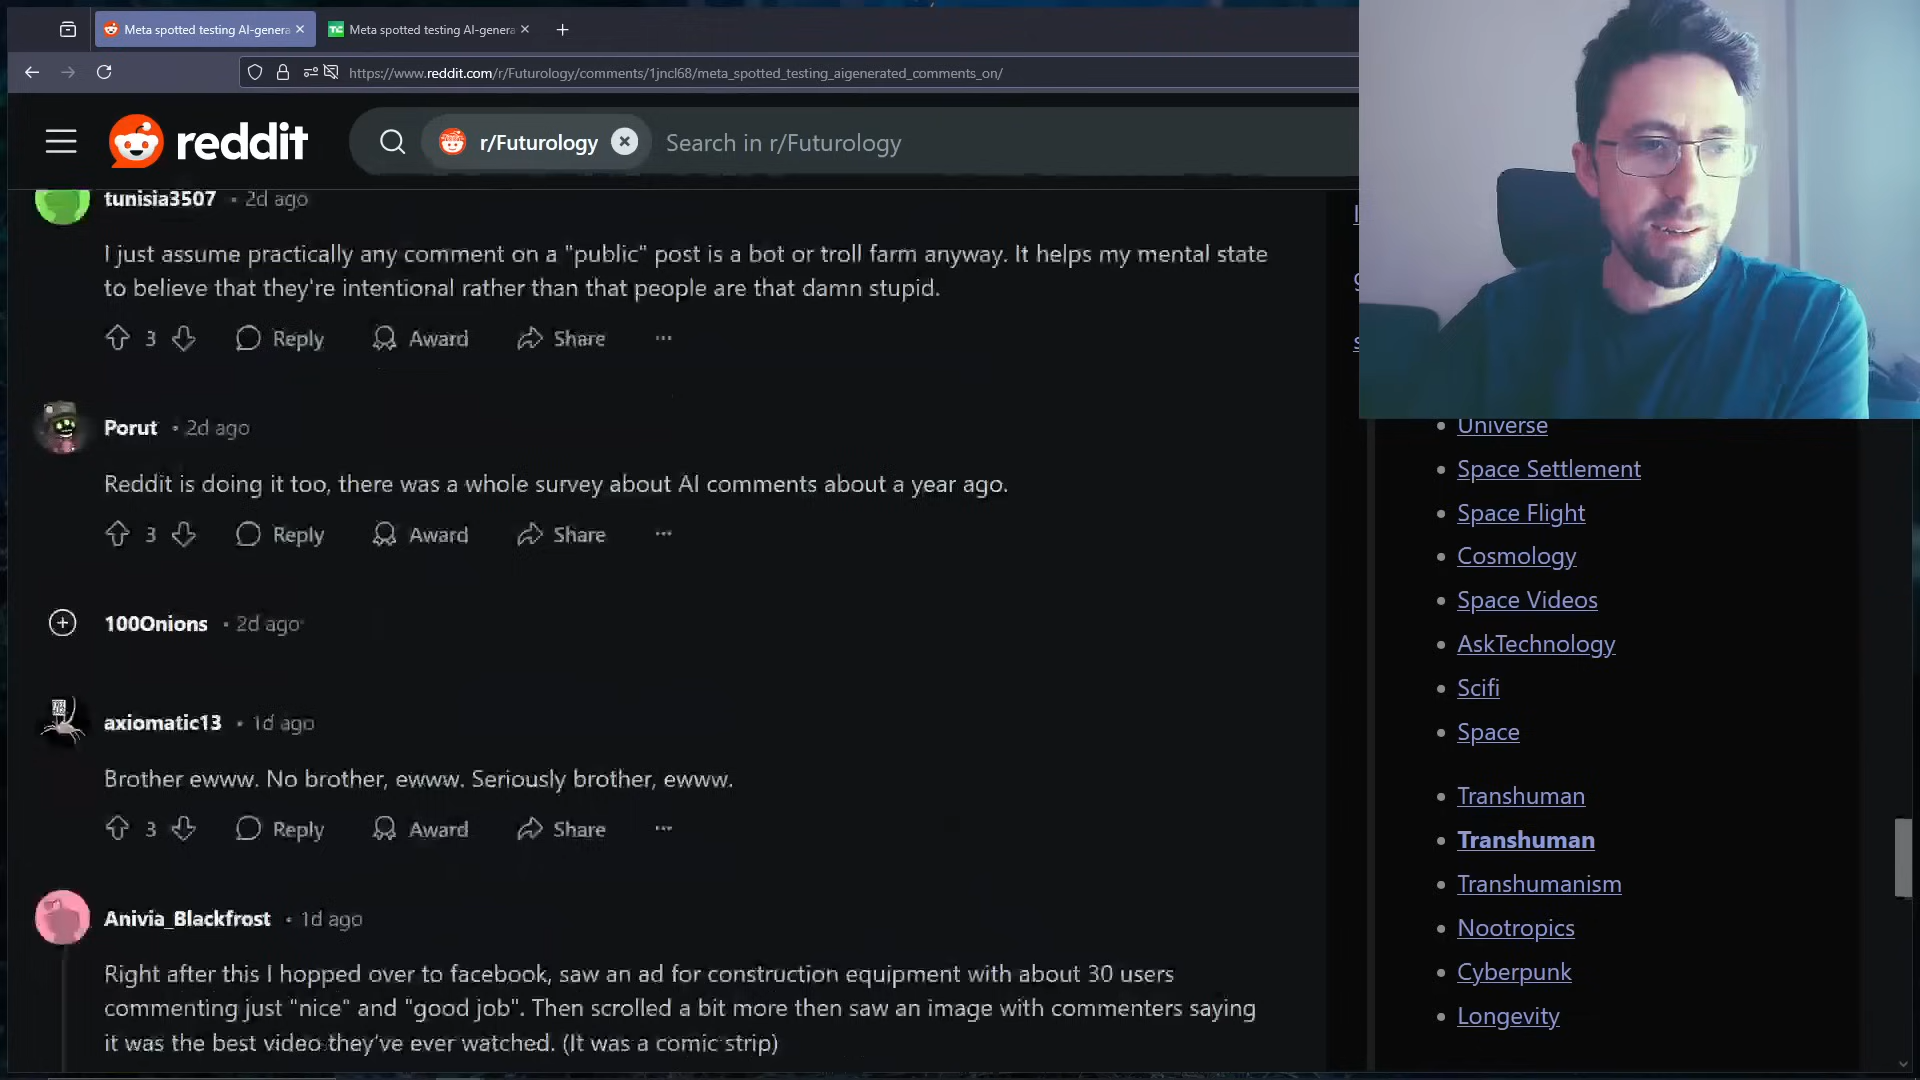 Meta spotted testing AI-genera
Meta spotted testing AI-genera
https://www.reddit.com/r/Futurology/comments/1jncl68/meta_spotted_testing_aigenerated_comments_on/
reddit
r/Futurology
Search in r/Futurology
tunisia3507 • 2d ago
I just assume practically any comment on a "public" post is a bot or troll farm anyway. It helps my mental state
to believe that they're intentional rather than that people are that damn stupid.
3 Reply Award Share ...
Porut • 2d ago
Reddit is doing it too, there was a whole survey about AI comments about a year ago.
3 Reply Award Share ...
100Onions • 2d ago
axiomatic13 • 1d ago
Brother ewww. No brother, ewww. Seriously brother, ewww.
3 Reply Award Share ...
Anivia_Blackfrost • 1d ago
Right after this I hopped over to facebook, saw an ad for construction equipment with about 30 users
commenting just "nice" and "good job". Then scrolled a bit more then saw an image with commenters saying
it was the best video they've ever watched. (It was a comic strip)
Universe
Space Settlement
Space Flight
Cosmology
Space Videos
AskTechnology
Scifi
Space
Transhuman
Transhuman
Transhumanism
Nootropics
Cyberpunk
Longevity